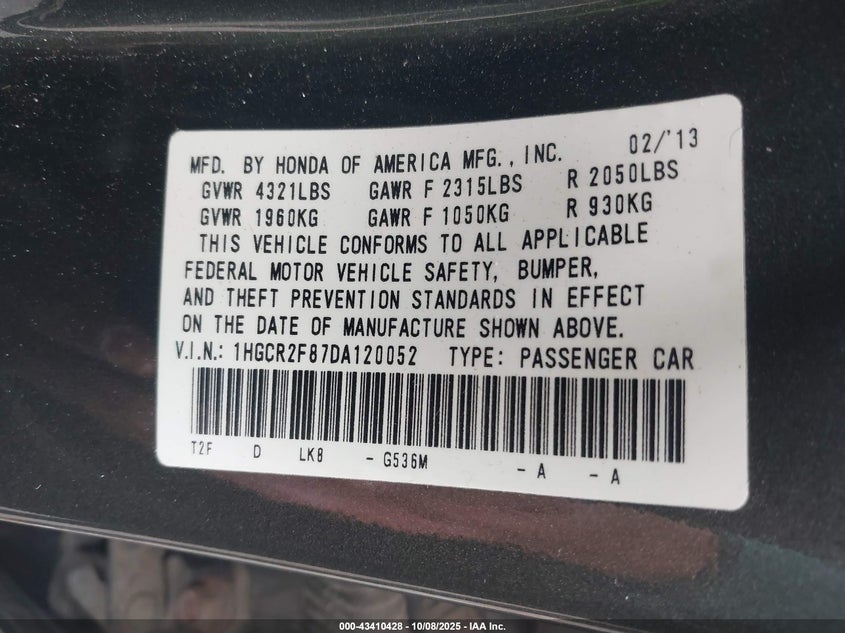 MFD. BY HONDA OF AMERICA MFG., INC. 02/'13
GVWR 4321LBS GAWR F 2315LBS R 2050LBS
GVWR 1960KG GAWR F 1050KG R 930KG
THIS VEHICLE CONFORMS TO ALL APPLICABLE
FEDERAL MOTOR VEHICLE SAFETY, BUMPER,
AND THEFT PREVENTION STANDARDS IN EFFECT
ON THE DATE OF MANUFACTURE SHOWN ABOVE.
V.I.N.: 1HGCR2F87DA120052 TYPE: PASSENGER CAR
T2F D LK8 - G536M - A - A
000-43410428 - 10/08/2025 - IAA Inc.